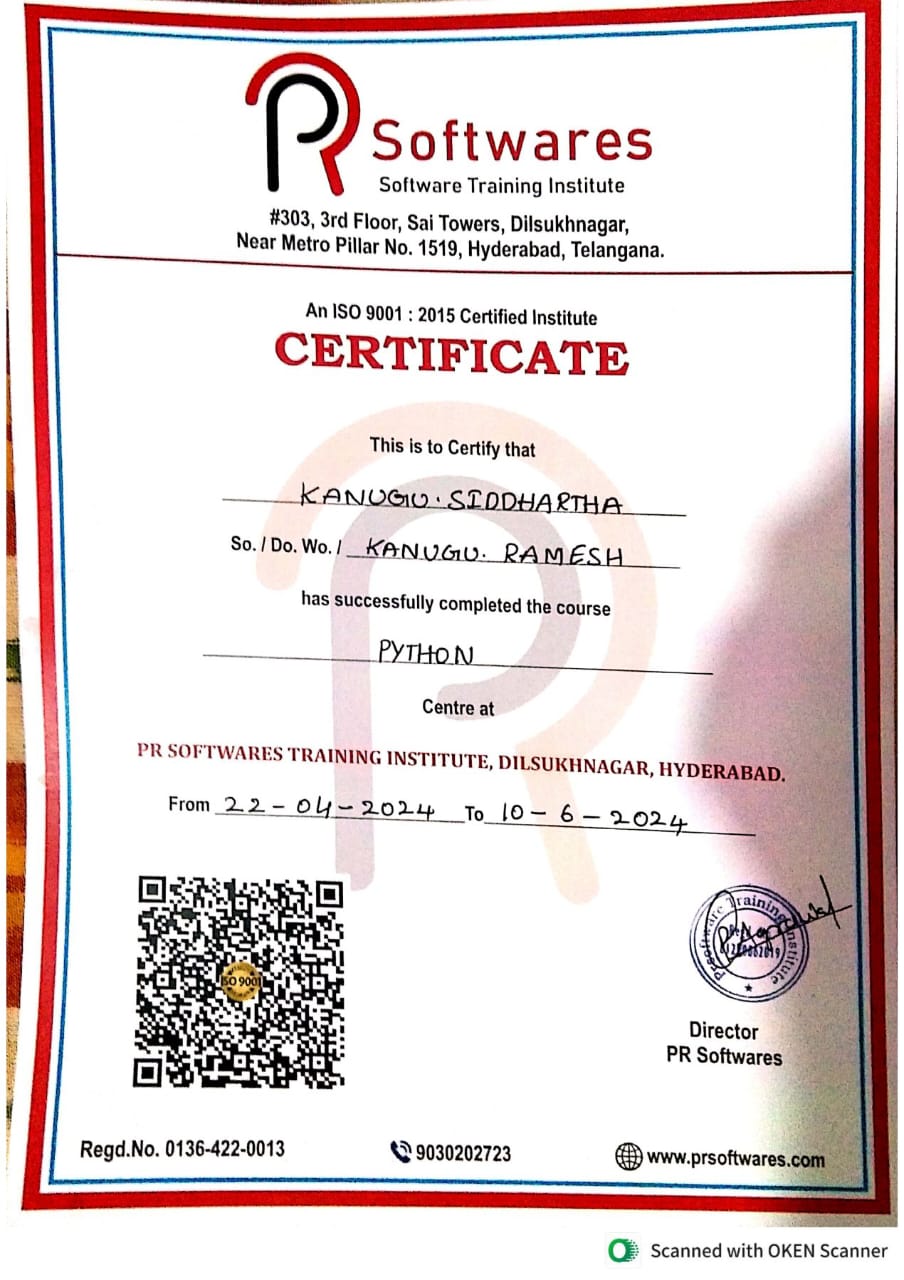 PR Softwares
Software Training Institute
#303, 3rd Floor, Sai Towers, Dilsukhnagar,
Near Metro Pillar No. 1519, Hyderabad, Telangana.
An ISO 9001 : 2015 Certified Institute
CERTIFICATE
This is to Certify that
KANUGU. SIDDHARTHA
So. / Do. Wo. / KANUGU. RAMESH
has successfully completed the course
PYTHON
Centre at
PR SOFTWARES TRAINING INSTITUTE, DILSUKHNAGAR, HYDERABAD.
From 22-04-2024 To 10-6-2024
ISO 9001
Prsoftware Training Institute
Director
PR Softwares
Regd.No. 0136-422-0013
9030202723
www.prsoftwares.com
Scanned with OKEN Scanner